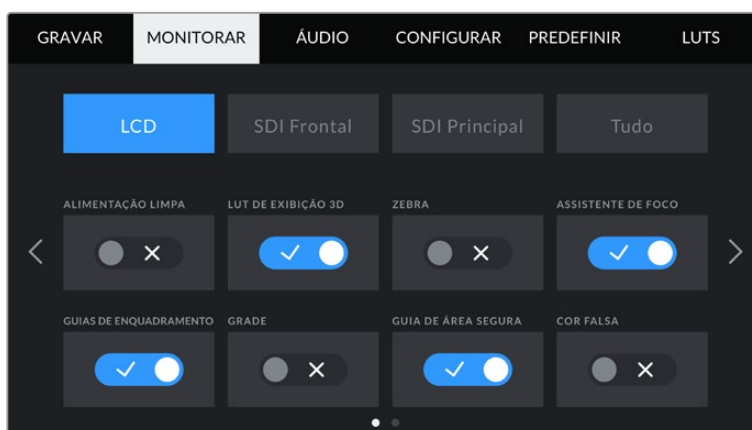 GRAVAR MONITORAR ÁUDIO CONFIGURAR PREDEFINIR LUTS
LCD SDI Frontal SDI Principal Tudo
ALIMENTAÇÃO LIMPA LUT DE EXIBIÇÃO 3D ZEBRA ASSISTENTE DE FOCO
GUIAS DE ENQUADRAMENTO GRADE GUIA DE ÁREA SEGURA COR FALSA